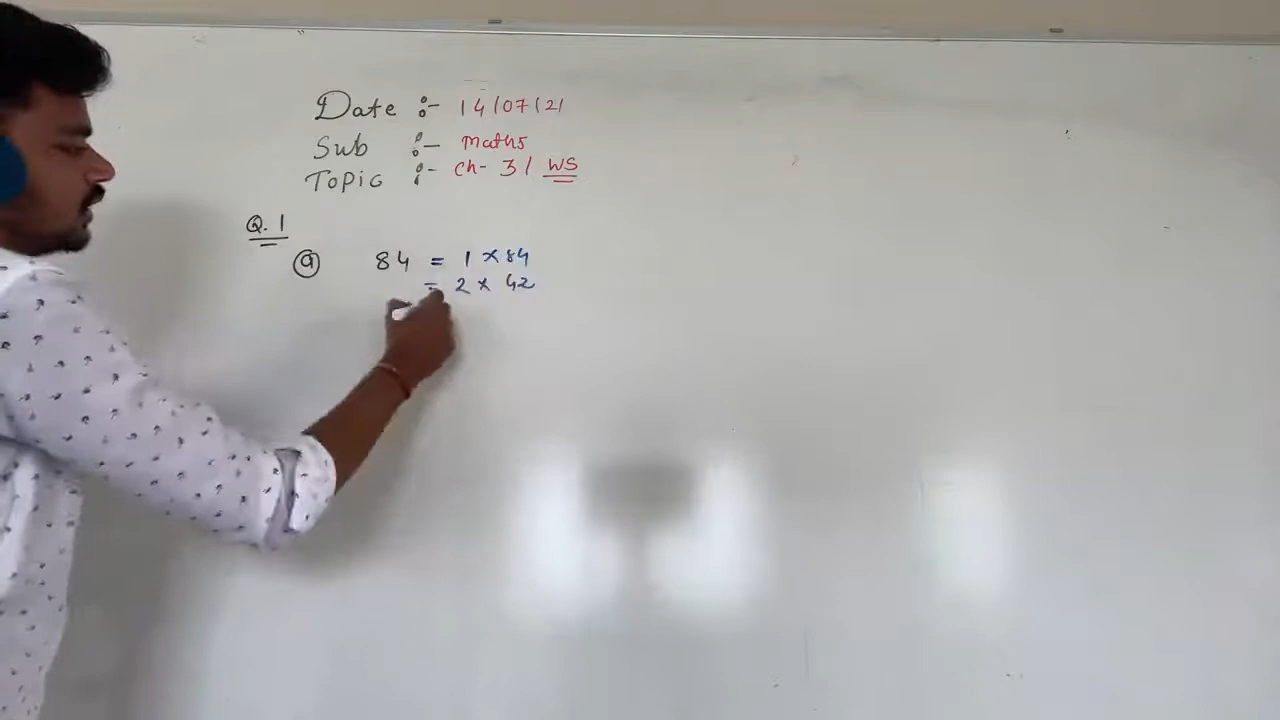 Date :- 14/07/21
Sub :- maths
Topic :- ch- 3 / WS
Q.1
a 84 = 1 × 84
= 2 × 42